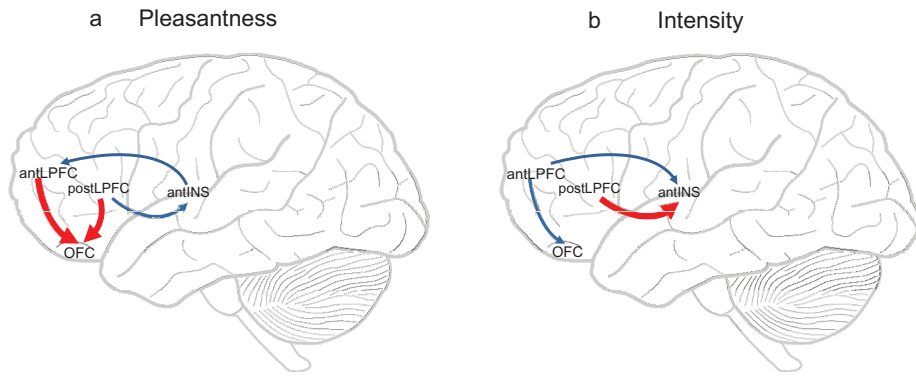 a Pleasantness
antLPFC
postLPFC
antINS
OFC
b Intensity
antLPFC
postLPFC
antINS
OFC